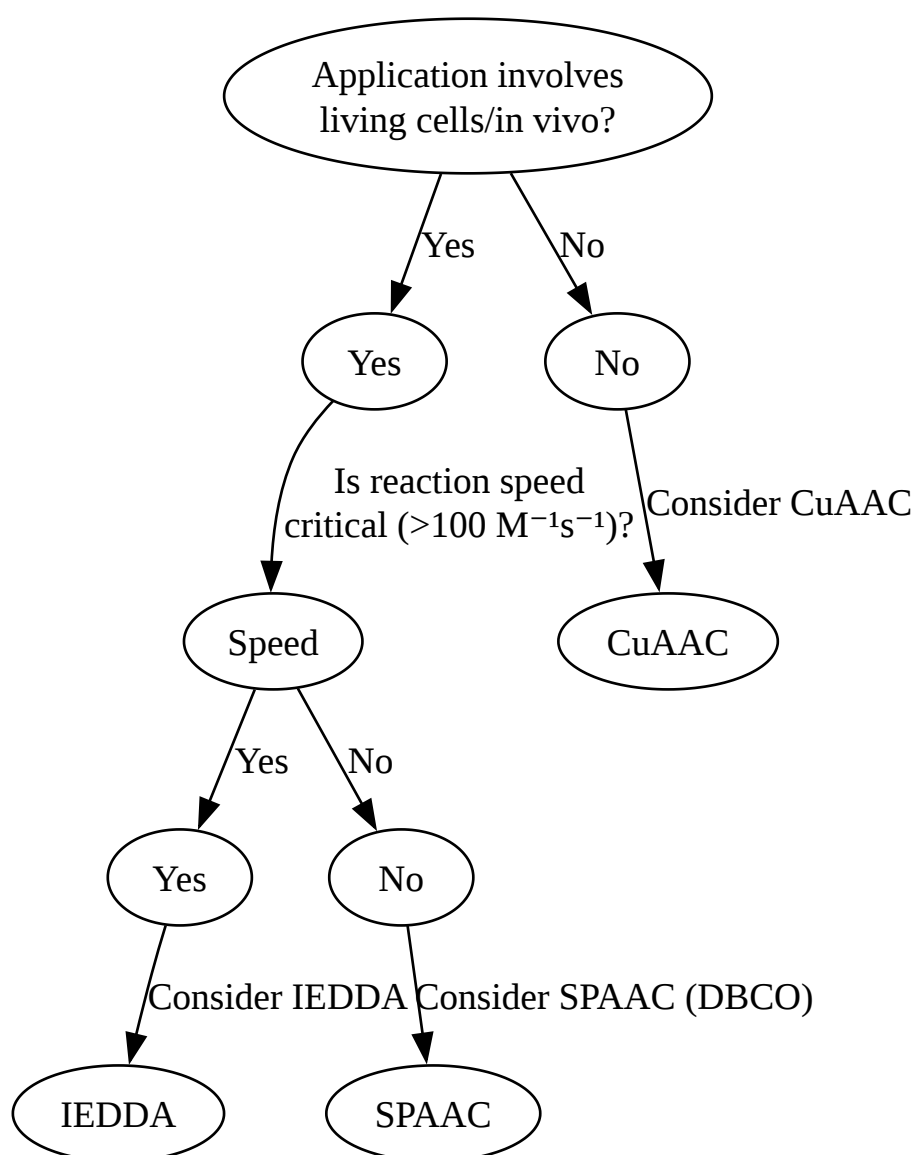 Application involves
living cells/in vivo?
Yes
No
Yes
No
Is reaction speed
critical (>100 M⁻¹s⁻¹)?
Consider CuAAC
Speed
CuAAC
Yes
No
Yes
No
Consider IEDDA
Consider SPAAC (DBCO)
IEDDA
SPAAC